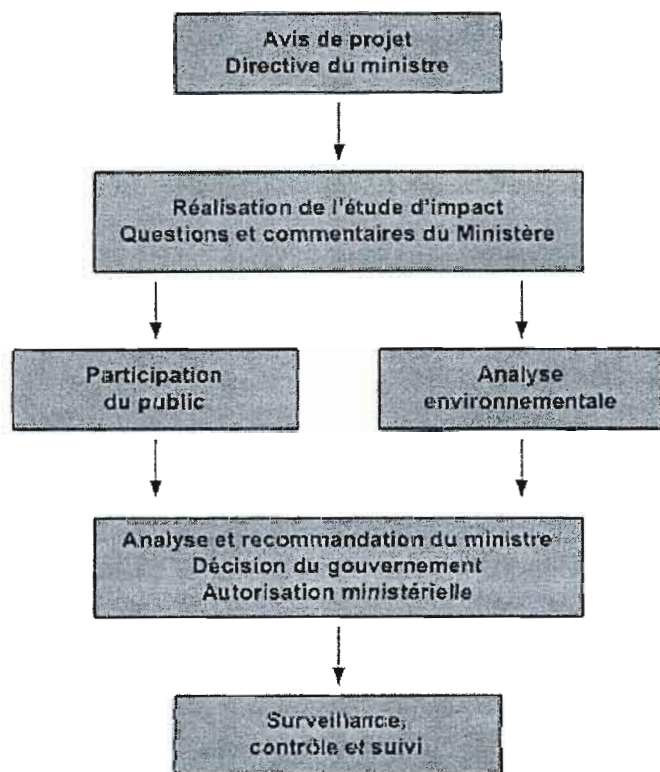 Avis de projet
Directive du ministre
Réalisation de l'étude d'impact
Questions et commentaires du Ministère
Participation
du public
Analyse
environnementale
Analyse et recommandation du ministre
Décision du gouvernement
Autorisation ministérielle
Surveillance,
contrôle et suivi